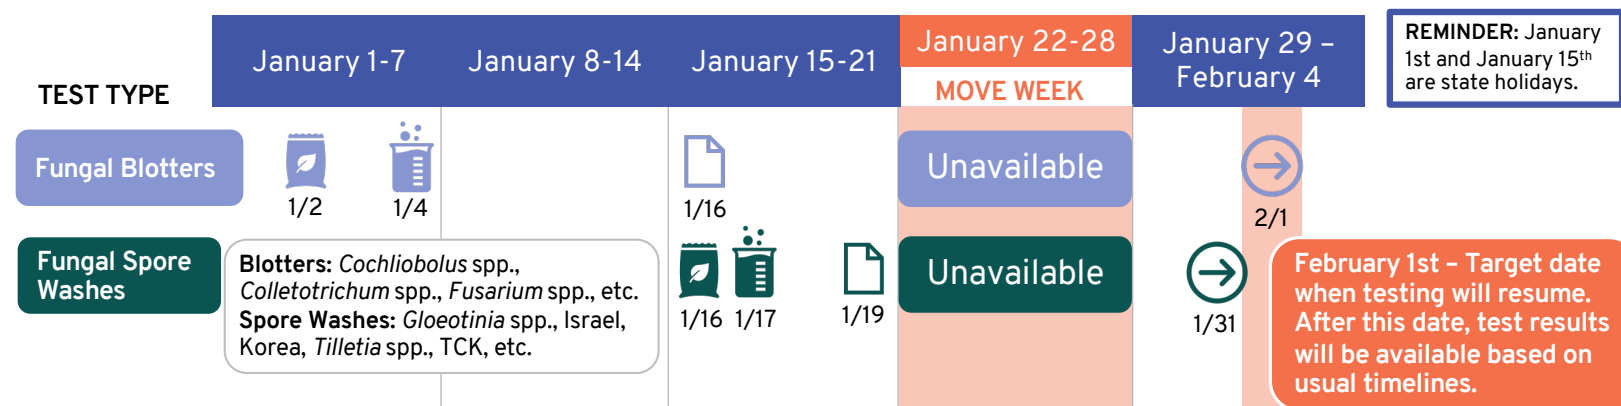 TEST TYPE
January 1-7
January 8-14
January 15-21
January 22-28
MOVE WEEK
January 29 –
February 4
REMINDER: January
1st and January 15th
are state holidays.
Fungal Blotters
1/2
1/4
1/16
Unavailable
2/1
Fungal Spore
Washes
Blotters: Cochliobolus spp.,
Colletotrichum spp., Fusarium spp., etc.
Spore Washes: Gloeotinia spp., Israel,
Korea, Tilletia spp., TCK, etc.
1/16
1/17
1/19
Unavailable
1/31
February 1st – Target date
when testing will resume.
After this date, test results
will be available based on
usual timelines.